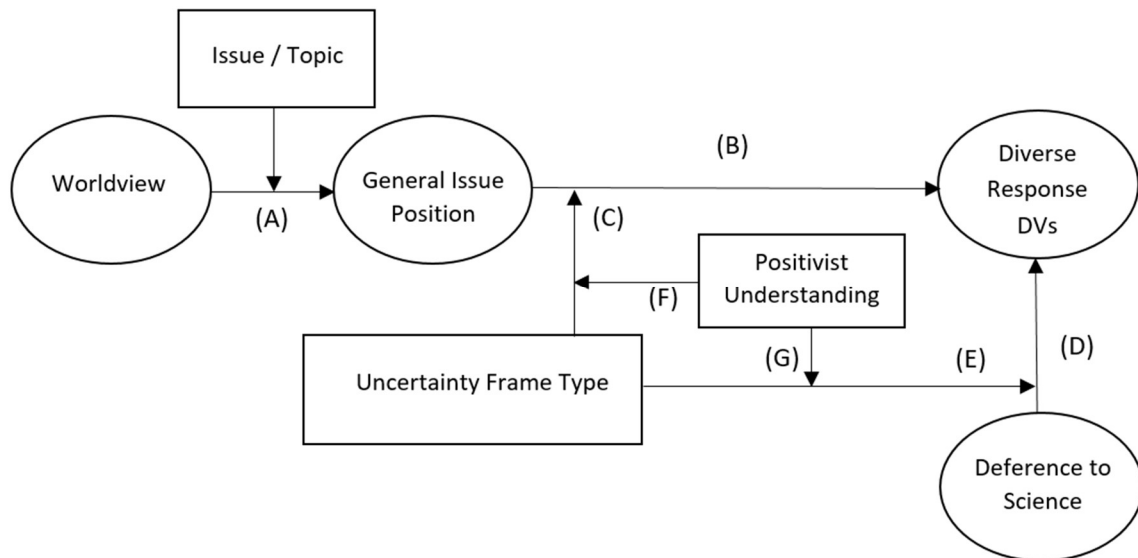 Issue / Topic
Worldview
(A)
General Issue
Position
(B)
(C)
Diverse
Response
DVs
Positivist
Understanding
(F)
(G)
(E)
(D)
Uncertainty Frame Type
Deference to
Science